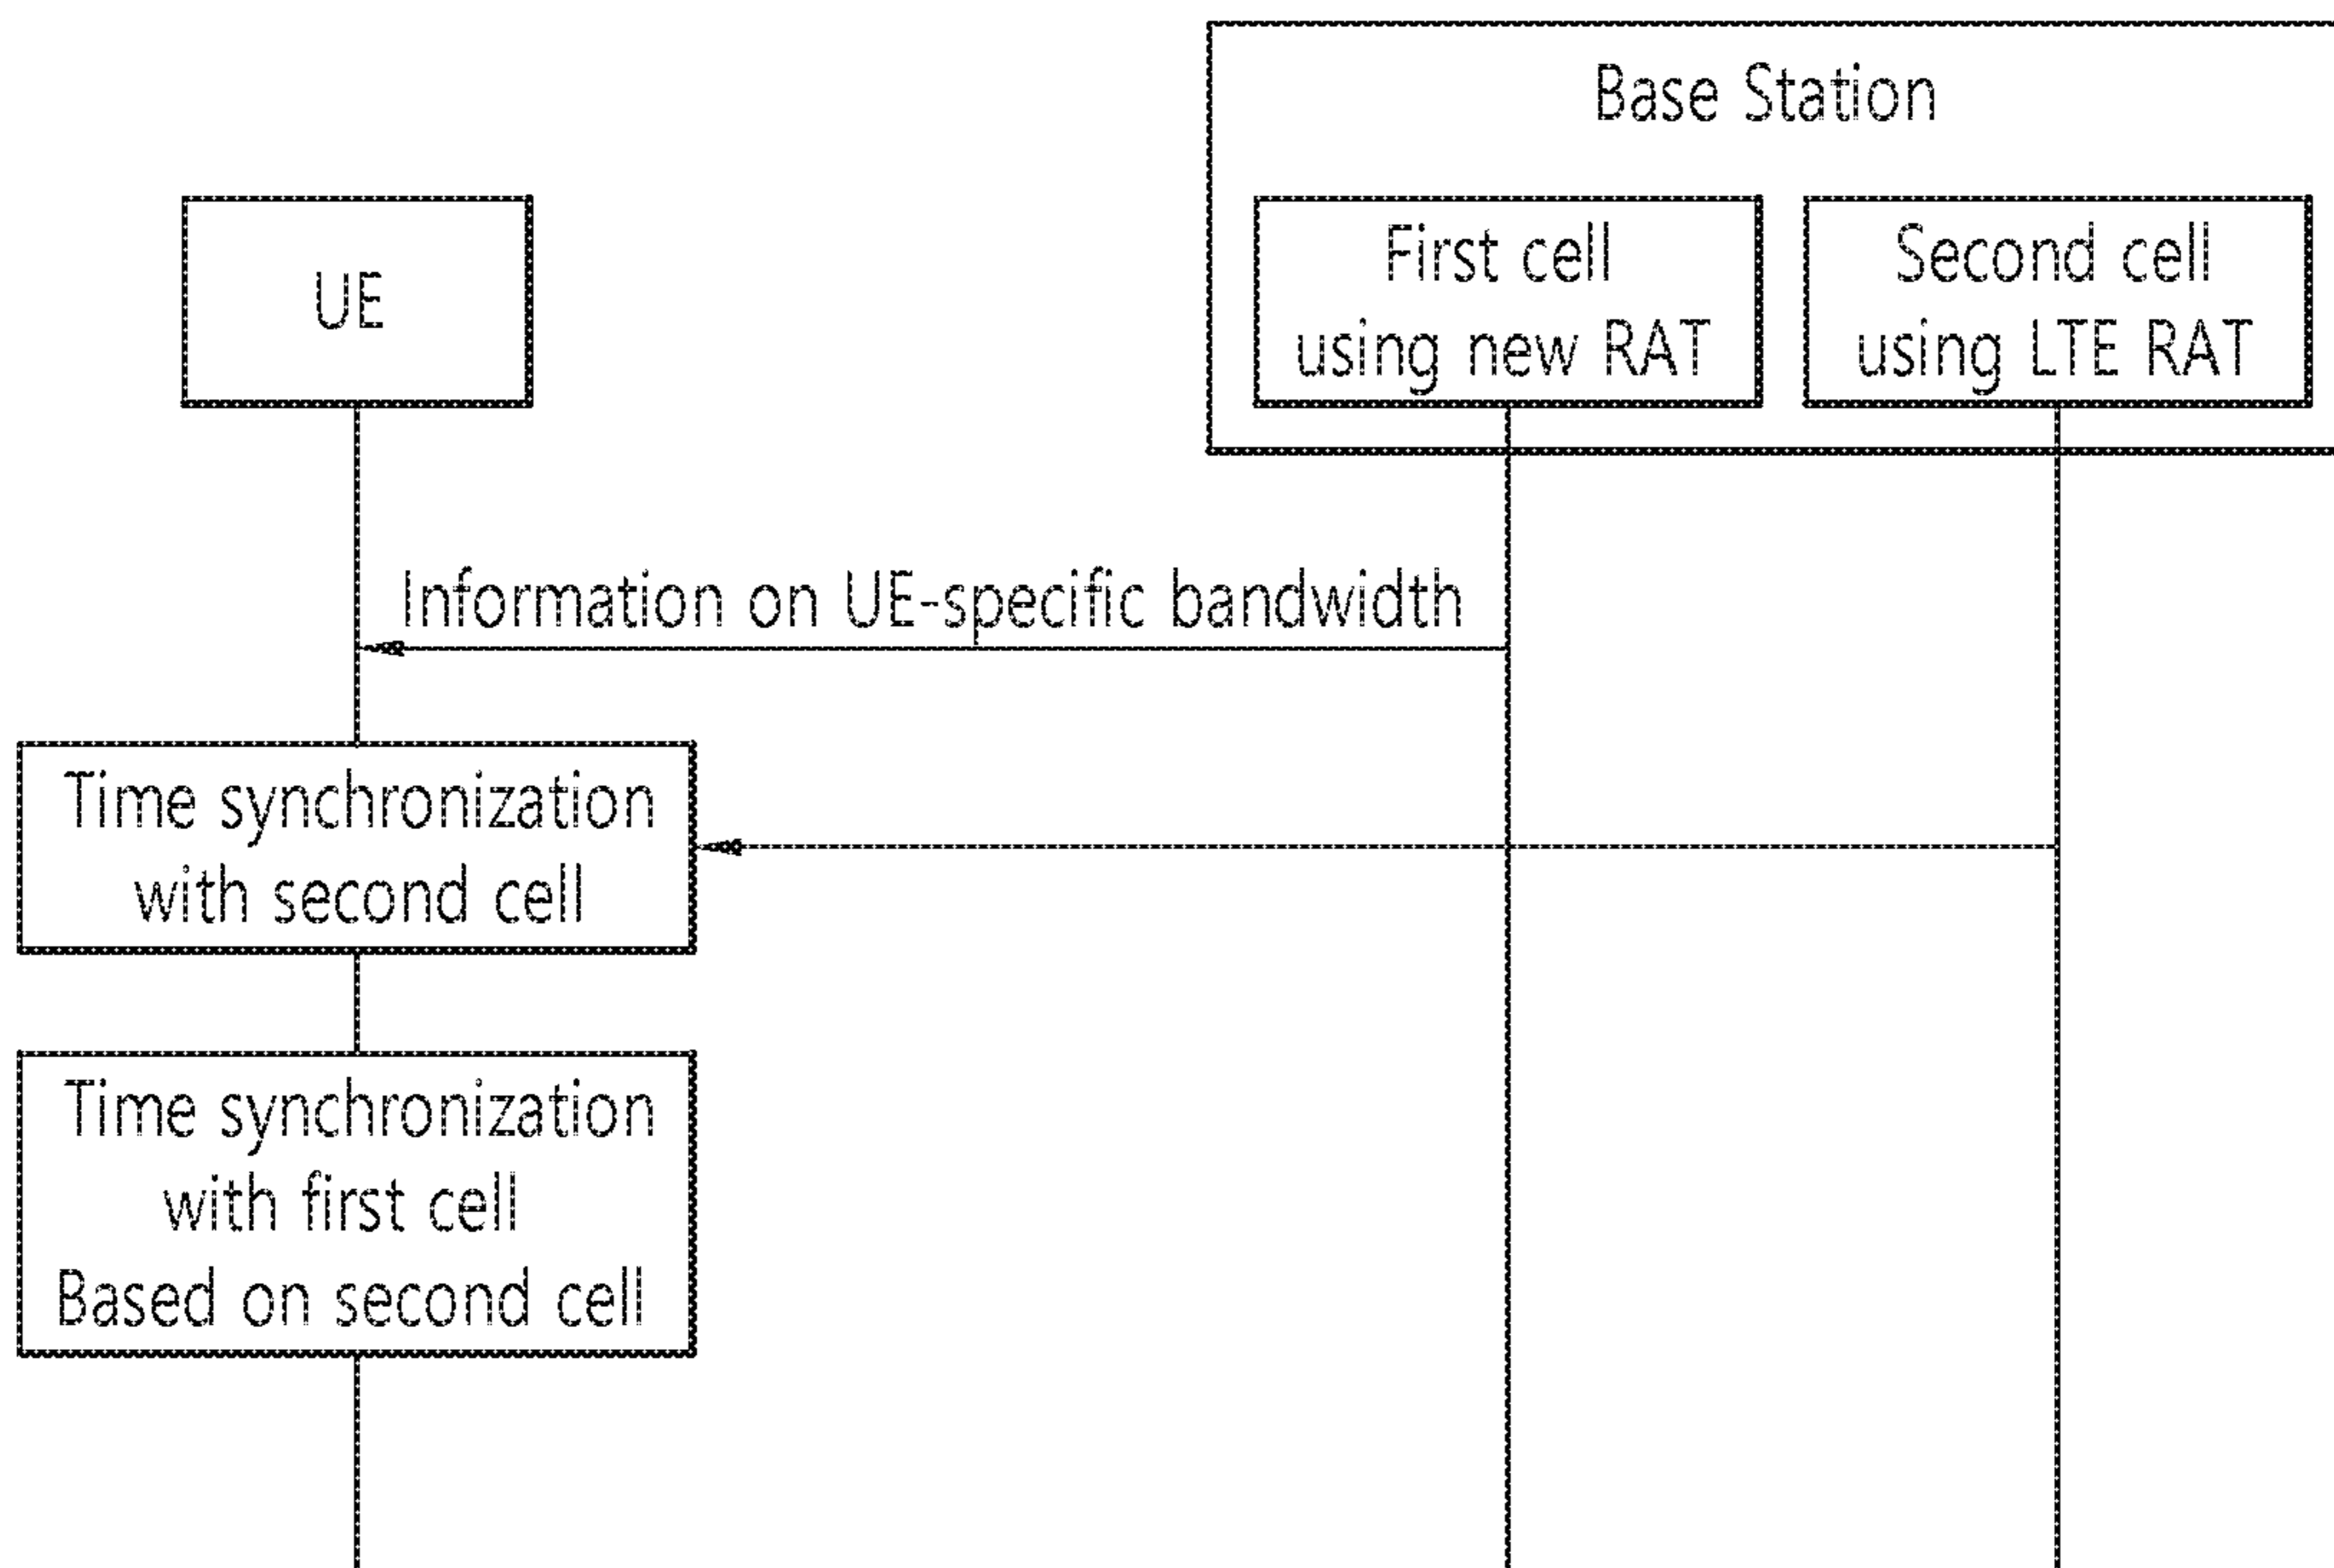 Base Station
UE
First cell
using new RAT
Second cell
using LTE RAT
Information on UE-specific bandwidth
Time synchronization
with second cell
Time synchronization
with first cell
Based on second cell